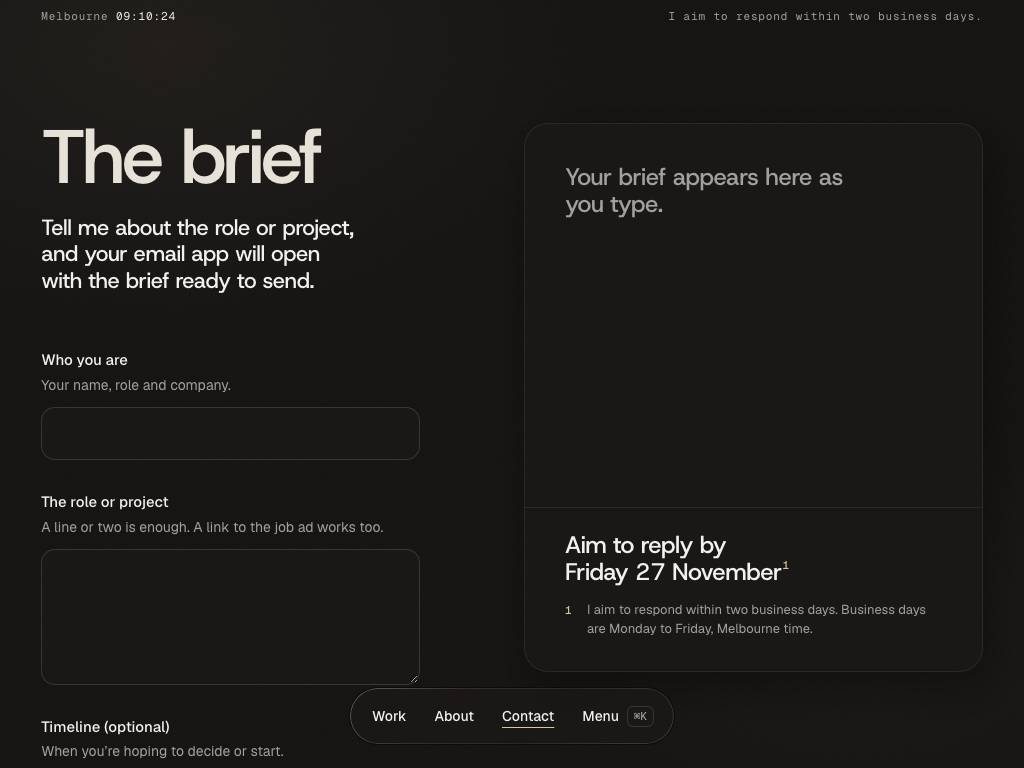 Melbourne 09:10:24
I aim to respond within two business days.
The brief
Tell me about the role or project,
and your email app will open
with the brief ready to send.
Who you are
Your name, role and company.
The role or project
A line or two is enough. A link to the job ad works too.
Timeline (optional)
When you're hoping to decide or start.
Your brief appears here as
you type.
Aim to reply by
Friday 27 November1
1 I aim to respond within two business days. Business days
are Monday to Friday, Melbourne time.
Work About Contact Menu ⌘K